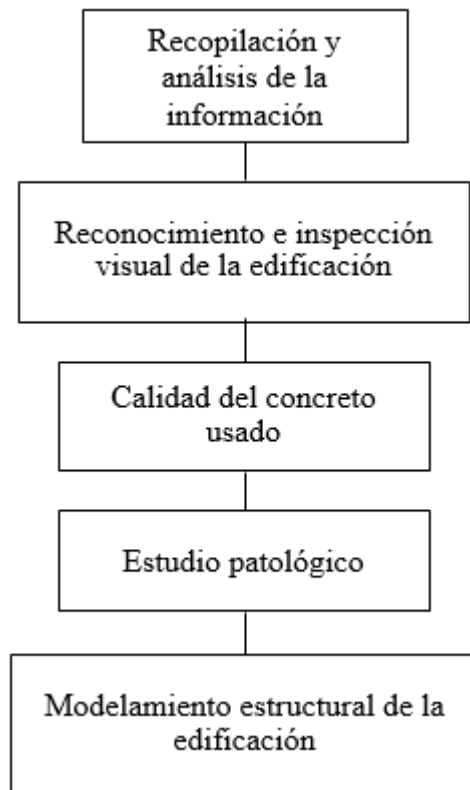 Recopilación y
análisis de la
información
Reconocimiento e inspección
visual de la edificación
Calidad del concreto
usado
Estudio patológico
Modelamiento estructural de la
edificación